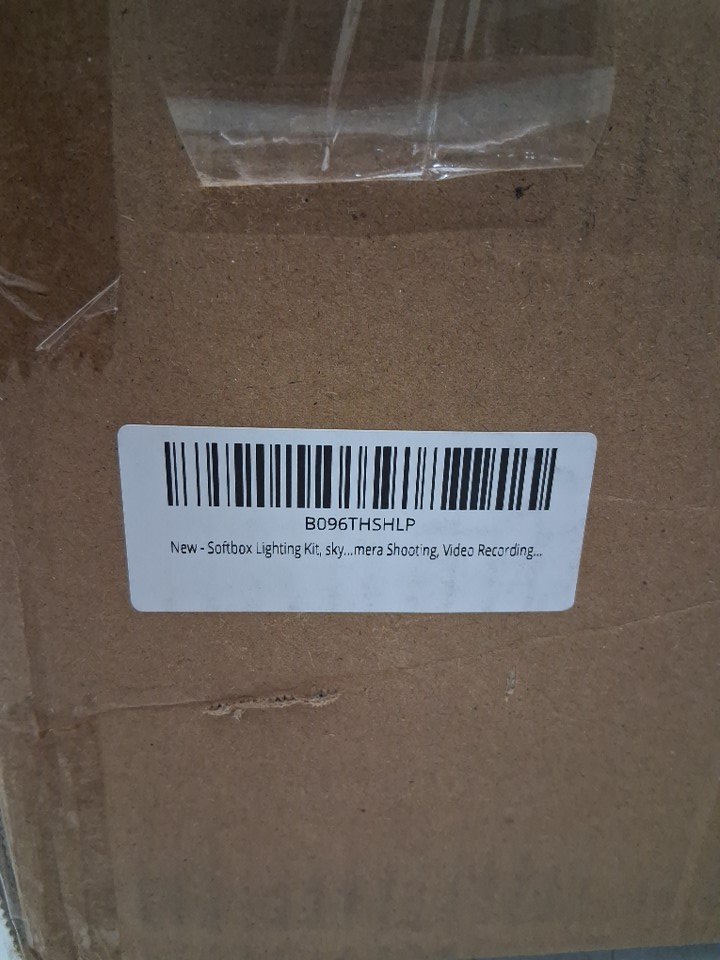 B096THSHLP
New - Softbox Lighting Kit, sky...mera Shooting, Video Recording...